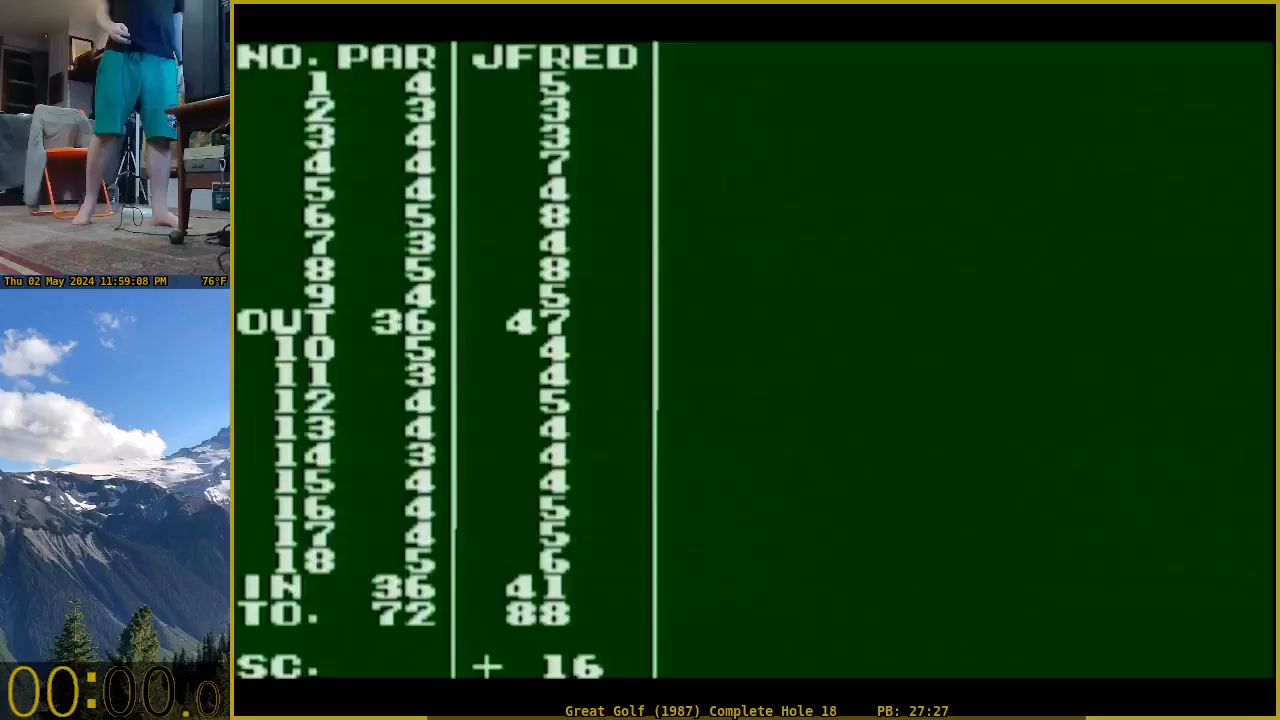 NO. PAR JFRED
1 4 5
2 3 3
3 4 3
4 4 7
5 4 4
6 5 8
7 3 4
8 5 8
9 4 5
OUT 36 47
10 5 4
11 3 4
12 4 5
13 4 4
14 3 4
15 4 4
16 4 5
17 4 5
18 5 6
IN 36 41
TO. 72 88
SC. + 16
Thu 02 May 2024 11:59:08 PM 76°F
00:00.0
Great Golf (1987) Complete Hole 18 PB: 27:27